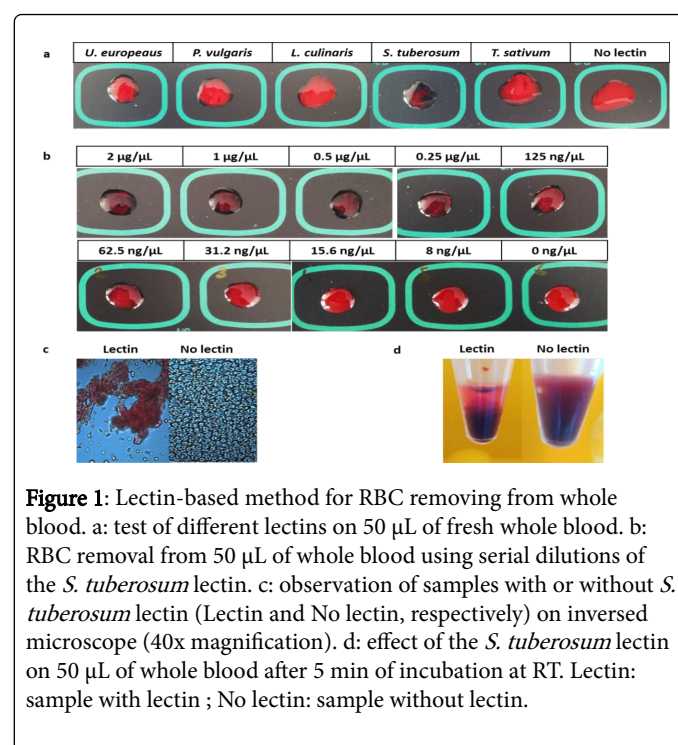 a U. europeaus P. vulgaris L. culinaris S. tuberosum T. sativum No lectin
b 2 µg/µL 1 µg/µL 0.5 µg/µL 0.25 µg/µL 125 ng/µL
62.5 ng/µL 31.2 ng/µL 15.6 ng/µL 8 ng/µL 0 ng/µL
c Lectin No lectin d Lectin No lectin
Figure 1: Lectin-based method for RBC removing from whole
blood. a: test of different lectins on 50 µL of fresh whole blood. b:
RBC removal from 50 µL of whole blood using serial dilutions of
the S. tuberosum lectin. c: observation of samples with or without S.
tuberosum lectin (Lectin and No lectin, respectively) on inversed
microscope (40x magnification). d: effect of the S. tuberosum lectin
on 50 µL of whole blood after 5 min of incubation at RT. Lectin:
sample with lectin ; No lectin: sample without lectin.